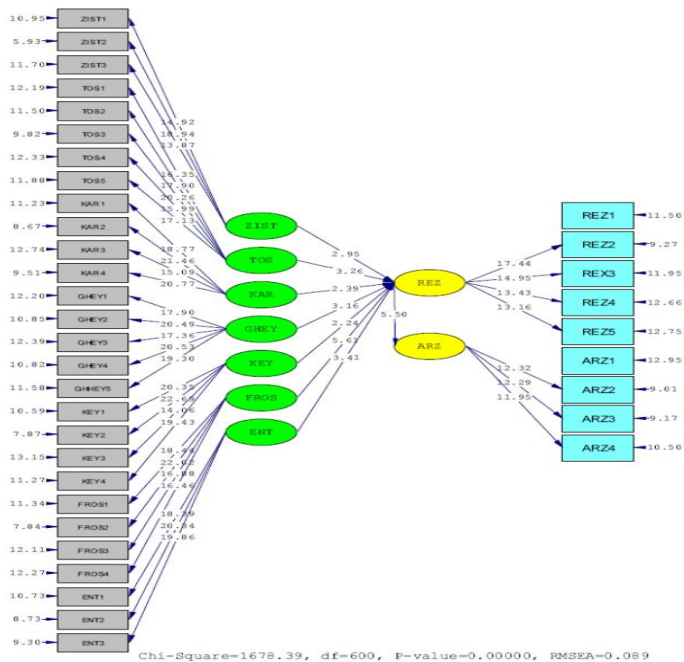 10.95 ZIST1
5.93 ZIST2
11.70 ZIST3
12.19 TOS1
11.50 TOS2
9.82 TOS3
12.33 TOS4
11.88 TOS5
11.23 KAR1
8.67 KAR2
12.74 KAR3
9.51 KAR4
12.20 GHEY1
10.85 GHEY2
12.39 GHEY3
10.82 GHEY4
11.58 GHHEY5
10.59 KEY1
7.87 KEY2
13.15 KEY3
11.27 KEY4
11.34 FROS1
7.84 FROS2
12.11 FROS3
12.27 FROS4
10.73 ENT1
8.73 ENT2
9.30 ENT3
14.92
18.94
13.87
16.35
17.90
20.26
15.99
17.13
18.77
21.46
15.09
20.77
17.90
20.49
17.36
20.53
19.30
20.35
22.69
14.06
19.43
18.44
22.02
16.88
16.46
18.39
20.34
19.86
ZIST
TOS
KAR
GHEY
KEY
FROS
ENT
2.95
3.26
2.39
3.16
2.24
5.61
3.41
REZ
5.50
ARZ
17.44
14.95
13.43
13.16
12.32
12.29
11.95
REZ1 11.50
REZ2 9.27
REX3 11.95
REZ4 12.66
REZ5 12.75
ARZ1 12.95
ARZ2 9.01
ARZ3 9.17
ARZ4 10.50
Chi-Square=1678.39, df=600, P-value=0.00000, RMSEA=0.089